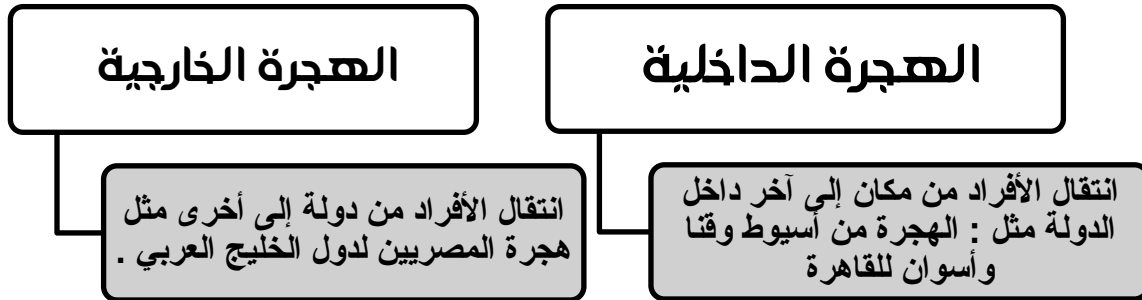 الهجرة الداخلية
انتقال الأفراد من مكان إلى آخر داخل
الدولة مثل : الهجرة من أسيوط وقنا
وأسوان للقاهرة
الهجرة الخارجية
انتقال الأفراد من دولة إلى أخرى مثل
هجرة المصريين لدول الخليج العربي .